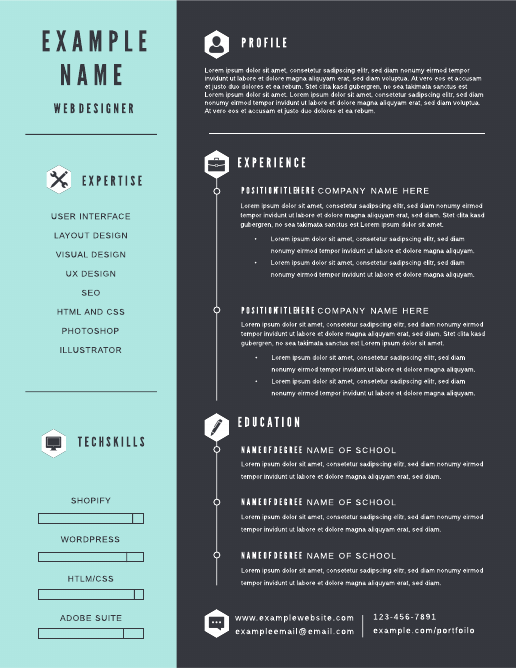 EXAMPLE
NAME
WEBDESIGNER
EXPERTISE
USER INTERFACE
LAYOUT DESIGN
VISUAL DESIGN
UX DESIGN
SEO
HTML AND CSS
PHOTOSHOP
ILLUSTRATOR
TECHSKILLS
SHOPIFY
WORDPRESS
HTLM/CSS
ADOBE SUITE
PROFILE
Lorem ipsum dolor sit amet, consetetur sadipscing elitr, sed diam nonumy eirmod tempor
invidunt ut labore et dolore magna aliquyam erat, sed diam voluptua. At vero eos et accusam
et justo duo dolores et ea rebum. Stet clita kasd gubergren, no sea takimata sanctus est
Lorem ipsum dolor sit amet. Lorem ipsum dolor sit amet, consetetur sadipscing elitr, sed diam
nonumy eirmod tempor invidunt ut labore et dolore magna aliquyam erat, sed diam voluptua.
At vero eos et justo duo dolores et ea rebum.
EXPERIENCE
POSITIONTITLEHERE COMPANY NAME HERE
Lorem ipsum dolor sit amet, consetetur sadipscing elitr, sed diam nonumy eirmod
tempor invidunt ut labore et dolore magna aliquyam erat, sed diam voluptua. Stet clita kasd
gubergren, no sea takimata sanctus est Lorem ipsum dolor sit amet.
• Lorem ipsum dolor sit amet, consetetur sadipscing elitr, sed diam
nonumy eirmod tempor invidunt ut labore et dolore magna aliquyam.
• Lorem ipsum dolor sit amet, consetetur sadipscing elitr, sed diam
nonumy eirmod tempor invidunt ut labore et dolore magna aliquyam.
POSITIONTITLEHERE COMPANY NAME HERE
Lorem ipsum dolor sit amet, consetetur sadipscing elitr, sed diam nonumy eirmod
tempor invidunt ut labore et dolore magna aliquyam erat, sed diam voluptua. Stet clita kasd
gubergren, no sea takimata sanctus est Lorem ipsum dolor sit amet.
• Lorem ipsum dolor sit amet, consetetur sadipscing elitr, sed diam
nonumy eirmod tempor invidunt ut labore et dolore magna aliquyam.
• Lorem ipsum dolor sit amet, consetetur sadipscing elitr, sed diam
nonumy eirmod tempor invidunt ut labore et dolore magna aliquyam.
EDUCATION
NAMEOFDEGREE NAME OF SCHOOL
Lorem ipsum dolor sit amet, consetetur sadipscing elitr, sed diam nonumy eirmod
tempor invidunt ut labore et dolore magna aliquyam erat, sed diam.
NAMEOFDEGREE NAME OF SCHOOL
Lorem ipsum dolor sit amet, consetetur sadipscing elitr, sed diam nonumy eirmod
tempor invidunt ut labore et dolore magna aliquyam erat, sed diam.
NAMEOFDEGREE NAME OF SCHOOL
Lorem ipsum dolor sit amet, consetetur sadipscing elitr, sed diam nonumy eirmod
tempor invidunt ut labore et dolore magna aliquyam erat, sed diam.
www.examplewebsite.com
exampleemail@email.com
123-456-7891
example.com/portfoilo